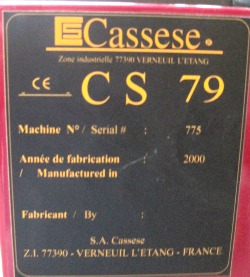 Cassese
Zone industrielle 77390 VERNEUIL L'ETANG
CE CS 79
Machine Nº / Serial # : 775
Année de fabrication : 2000
/ Manufactured in
Fabricant / By :
S.A. Cassese
Z.I. 77390 - VERNEUIL L'ETANG - FRANCE